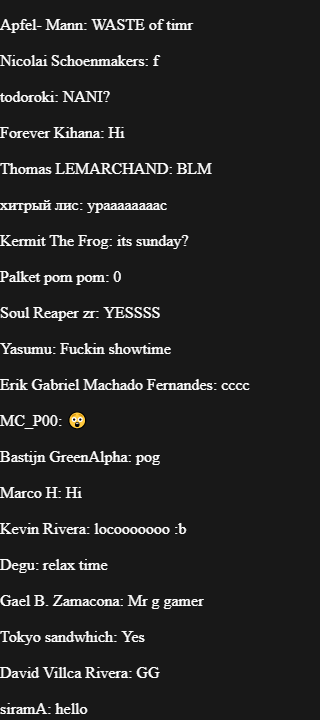 Apfel- Mann: WASTE of timr
Nicolai Schoenmakers: f
todoroki: NANI?
Forever Kihana: Hi
Thomas LEMARCHAND: BLM
хитрый лис: ураааааааас
Kermit The Frog: its sunday?
Palket pom pom: 0
Soul Reaper zr: YESSSS
Yasumu: Fuckin showtime
Erik Gabriel Machado Fernandes: cccc
MC_P00: 😲
Bastijn GreenAlpha: pog
Marco H: Hi
Kevin Rivera: locooooooo :b
Degu: relax time
Gael B. Zamacona: Mr g gamer
Tokyo sandwhich: Yes
David Villca Rivera: GG
siramA: hello